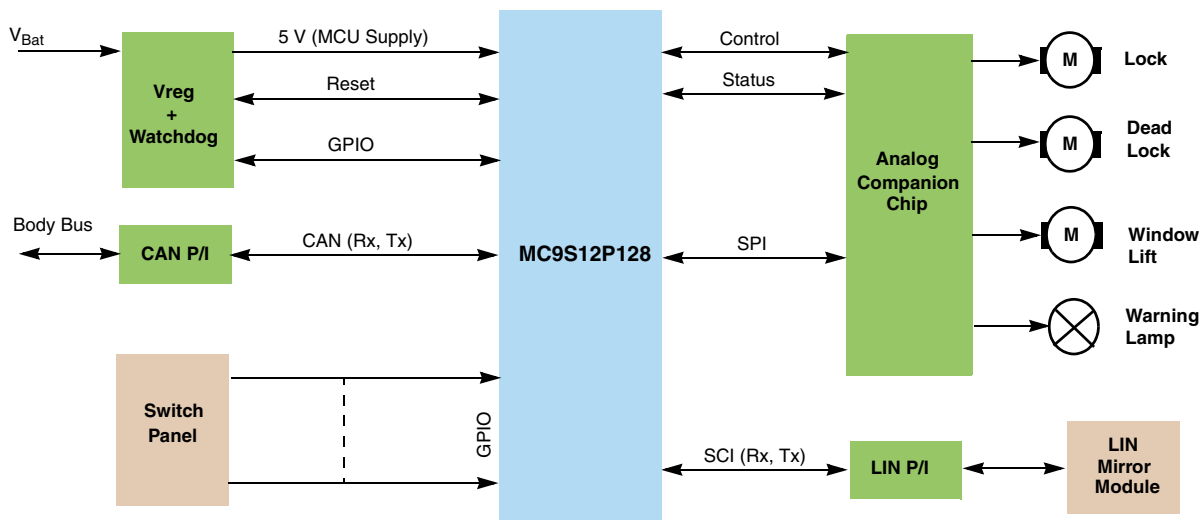 V_Bat
5 V (MCU Supply)
Reset
GPIO
Vreg
+
Watchdog
Body Bus
CAN P/I
CAN (Rx, Tx)
Switch
Panel
GPIO
MC9S12P128
Control
Status
SPI
SCI (Rx, Tx)
Analog
Companion
Chip
M
Lock
M
Dead
Lock
M
Window
Lift
Warning
Lamp
LIN P/I
LIN
Mirror
Module